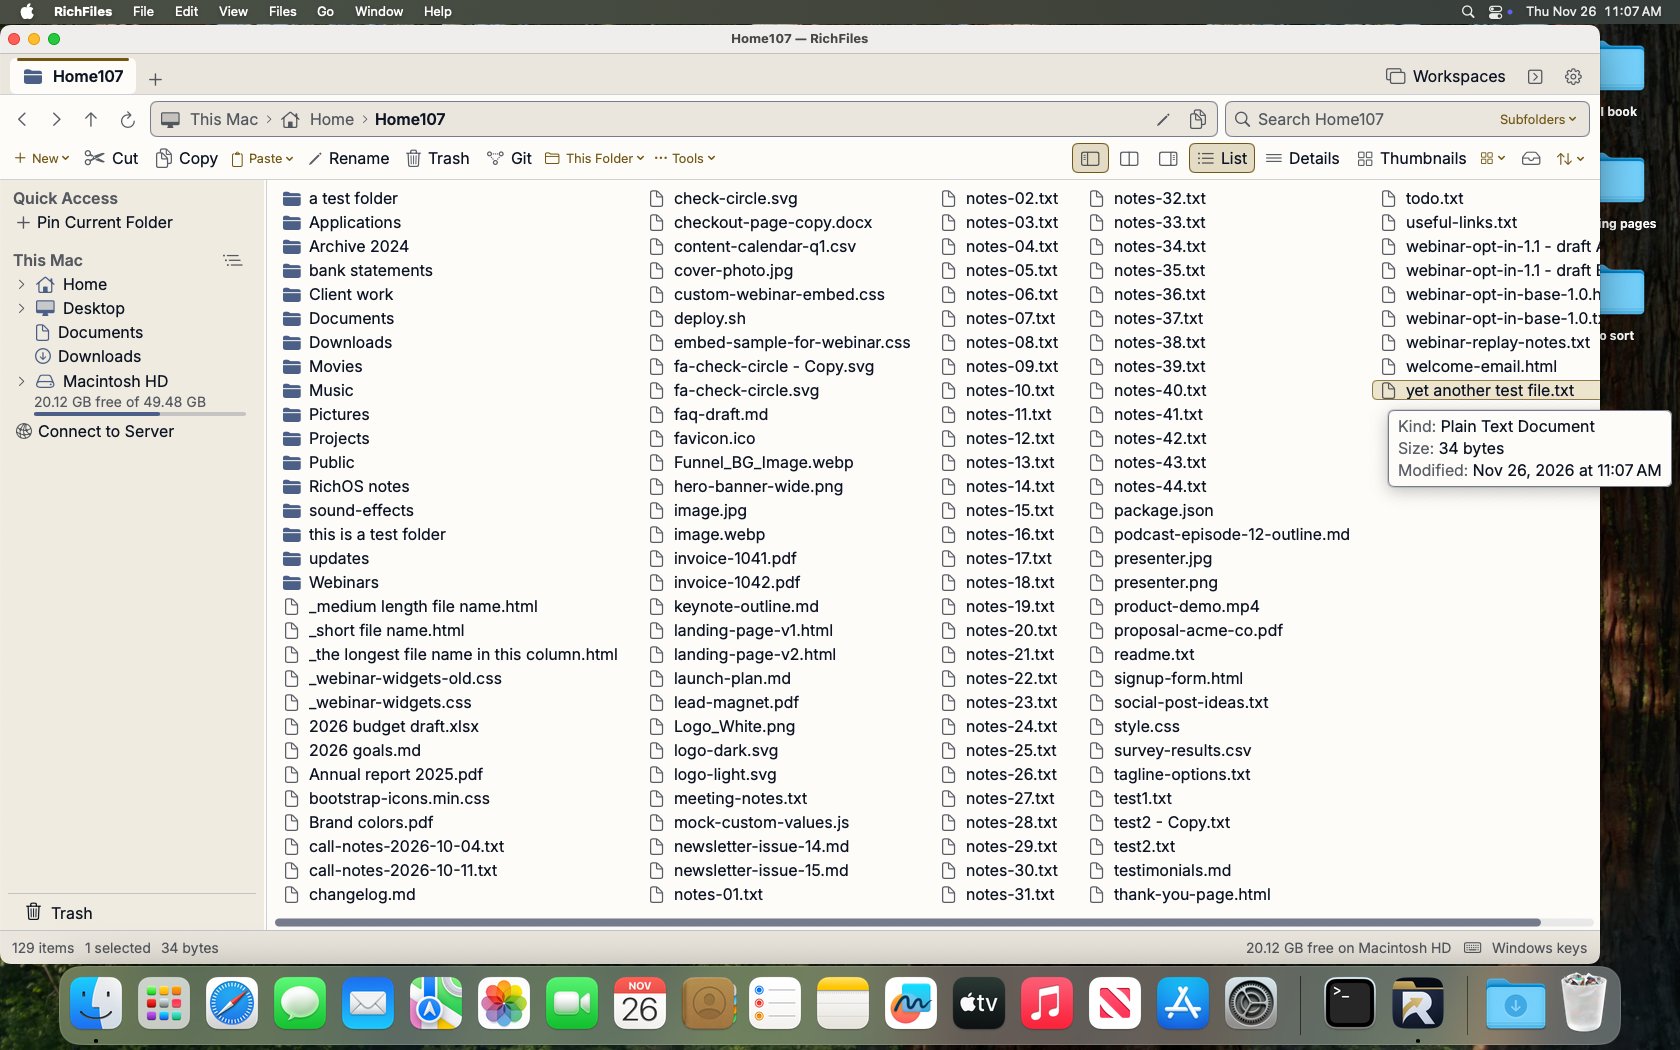 RichFiles File Edit View Files Go Window Help Thu Nov 26 11:07 AM
Home107 — RichFiles
Home107
Workspaces
This Mac Home Home107
Search Home107 Subfolders
New Cut Copy Paste Rename Trash Git This Folder Tools List Details Thumbnails
Quick Access
Pin Current Folder
This Mac
Home
Desktop
Documents
Downloads
Macintosh HD
20.12 GB free of 49.48 GB
Connect to Server
Trash
a test folder
Applications
Archive 2024
bank statements
Client work
Documents
Downloads
Movies
Music
Pictures
Projects
Public
RichOS notes
sound-effects
this is a test folder
updates
Webinars
_medium length file name.html
_short file name.html
_the longest file name in this column.html
_webinar-widgets-old.css
_webinar-widgets.css
2026 budget draft.xlsx
2026 goals.md
Annual report 2025.pdf
bootstrap-icons.min.css
Brand colors.pdf
call-notes-2026-10-04.txt
call-notes-2026-10-11.txt
changelog.md
check-circle.svg
checkout-page-copy.docx
content-calendar-q1.csv
cover-photo.jpg
custom-webinar-embed.css
deploy.sh
embed-sample-for-webinar.css
fa-check-circle - Copy.svg
fa-check-circle.svg
faq-draft.md
favicon.ico
Funnel_BG_Image.webp
hero-banner-wide.png
image.jpg
image.webp
invoice-1041.pdf
invoice-1042.pdf
keynote-outline.md
landing-page-v1.html
landing-page-v2.html
launch-plan.md
lead-magnet.pdf
Logo_White.png
logo-dark.svg
logo-light.svg
meeting-notes.txt
mock-custom-values.js
newsletter-issue-14.md
newsletter-issue-15.md
notes-01.txt
notes-02.txt
notes-03.txt
notes-04.txt
notes-05.txt
notes-06.txt
notes-07.txt
notes-08.txt
notes-09.txt
notes-10.txt
notes-11.txt
notes-12.txt
notes-13.txt
notes-14.txt
notes-15.txt
notes-16.txt
notes-17.txt
notes-18.txt
notes-19.txt
notes-20.txt
notes-21.txt
notes-22.txt
notes-23.txt
notes-24.txt
notes-25.txt
notes-26.txt
notes-27.txt
notes-28.txt
notes-29.txt
notes-30.txt
notes-31.txt
notes-32.txt
notes-33.txt
notes-34.txt
notes-35.txt
notes-36.txt
notes-37.txt
notes-38.txt
notes-39.txt
notes-40.txt
notes-41.txt
notes-42.txt
notes-43.txt
notes-44.txt
package.json
podcast-episode-12-outline.md
presenter.jpg
presenter.png
product-demo.mp4
proposal-acme-co.pdf
readme.txt
signup-form.html
social-post-ideas.txt
style.css
survey-results.csv
tagline-options.txt
test1.txt
test2 - Copy.txt
test2.txt
testimonials.md
thank-you-page.html
todo.txt
useful-links.txt
webinar-opt-in-1.1 - draft
webinar-opt-in-1.1 - draft
webinar-opt-in-base-1.0.h
webinar-opt-in-base-1.0.t
webinar-replay-notes.txt
welcome-email.html
yet another test file.txt
Kind: Plain Text Document
Size: 34 bytes
Modified: Nov 26, 2026 at 11:07 AM
book
ing pages
o sort
129 items 1 selected 34 bytes
20.12 GB free on Macintosh HD Windows keys
NOV
26
tv